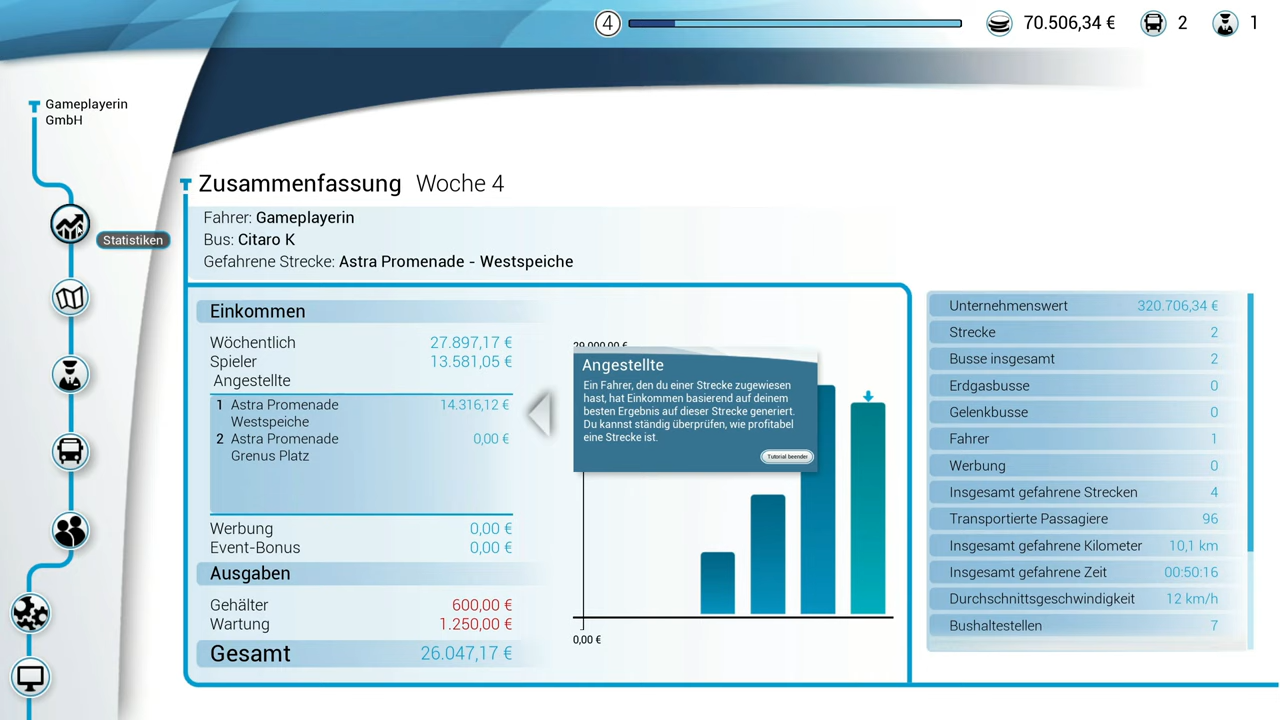 4
70.506,34 €
2
1
Gameplayerin
GmbH
Statistiken
Zusammenfassung Woche 4
Fahrer: Gameplayerin
Bus: Citaro K
Gefahrene Strecke: Astra Promenade - Westspeiche
Einkommen
Wöchentlich 27.897,17 €
Spieler 13.581,05 €
Angestellte
1 Astra Promenade 14.316,12 €
Westspeiche
2 Astra Promenade 0,00 €
Grenus Platz
Werbung 0,00 €
Event-Bonus 0,00 €
Ausgaben
Gehälter 600,00 €
Wartung 1.250,00 €
Gesamt 26.047,17 €
29.000,00 €
Angestellte
Ein Fahrer, den du einer Strecke zugewiesen
hast, hat Einkommen basierend auf deinem
besten Ergebnis auf dieser Strecke generiert.
Du kannst ständig überprüfen, wie profitabel
eine Strecke ist.
Tutorial beenden
0,00 €
Unternehmenswert 320.706,34 €
Strecke 2
Busse insgesamt 2
Erdgasbusse 0
Gelenkbusse 0
Fahrer 1
Werbung 0
Insgesamt gefahrene Strecken 4
Transportierte Passagiere 96
Insgesamt gefahrene Kilometer 10,1 km
Insgesamt gefahrene Zeit 00:50:16
Durchschnittsgeschwindigkeit 12 km/h
Bushaltestellen 7